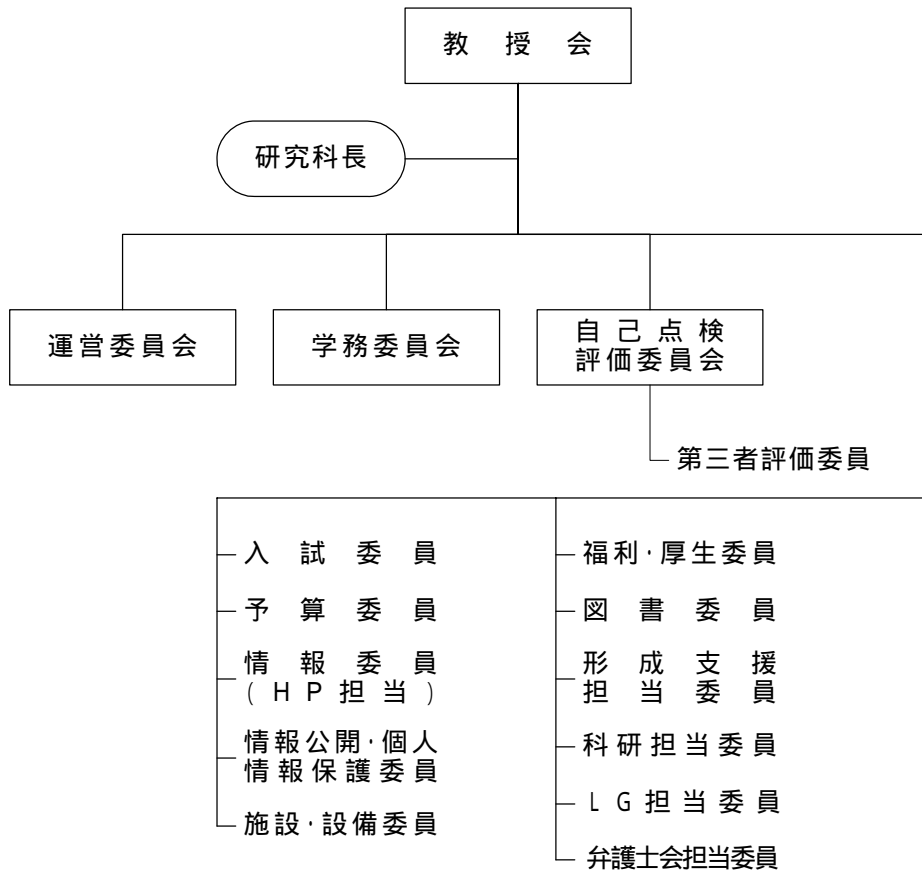 教授会
研究科長
運営委員会
学務委員会
自己点検
評価委員会
第三者評価委員
入試委員
予算委員
情報委員
(HP担当)
情報公開・個人
情報保護委員
施設・設備委員
福利・厚生委員
図書委員
形成支援
担当委員
科研担当委員
LG担当委員
弁護士会担当委員